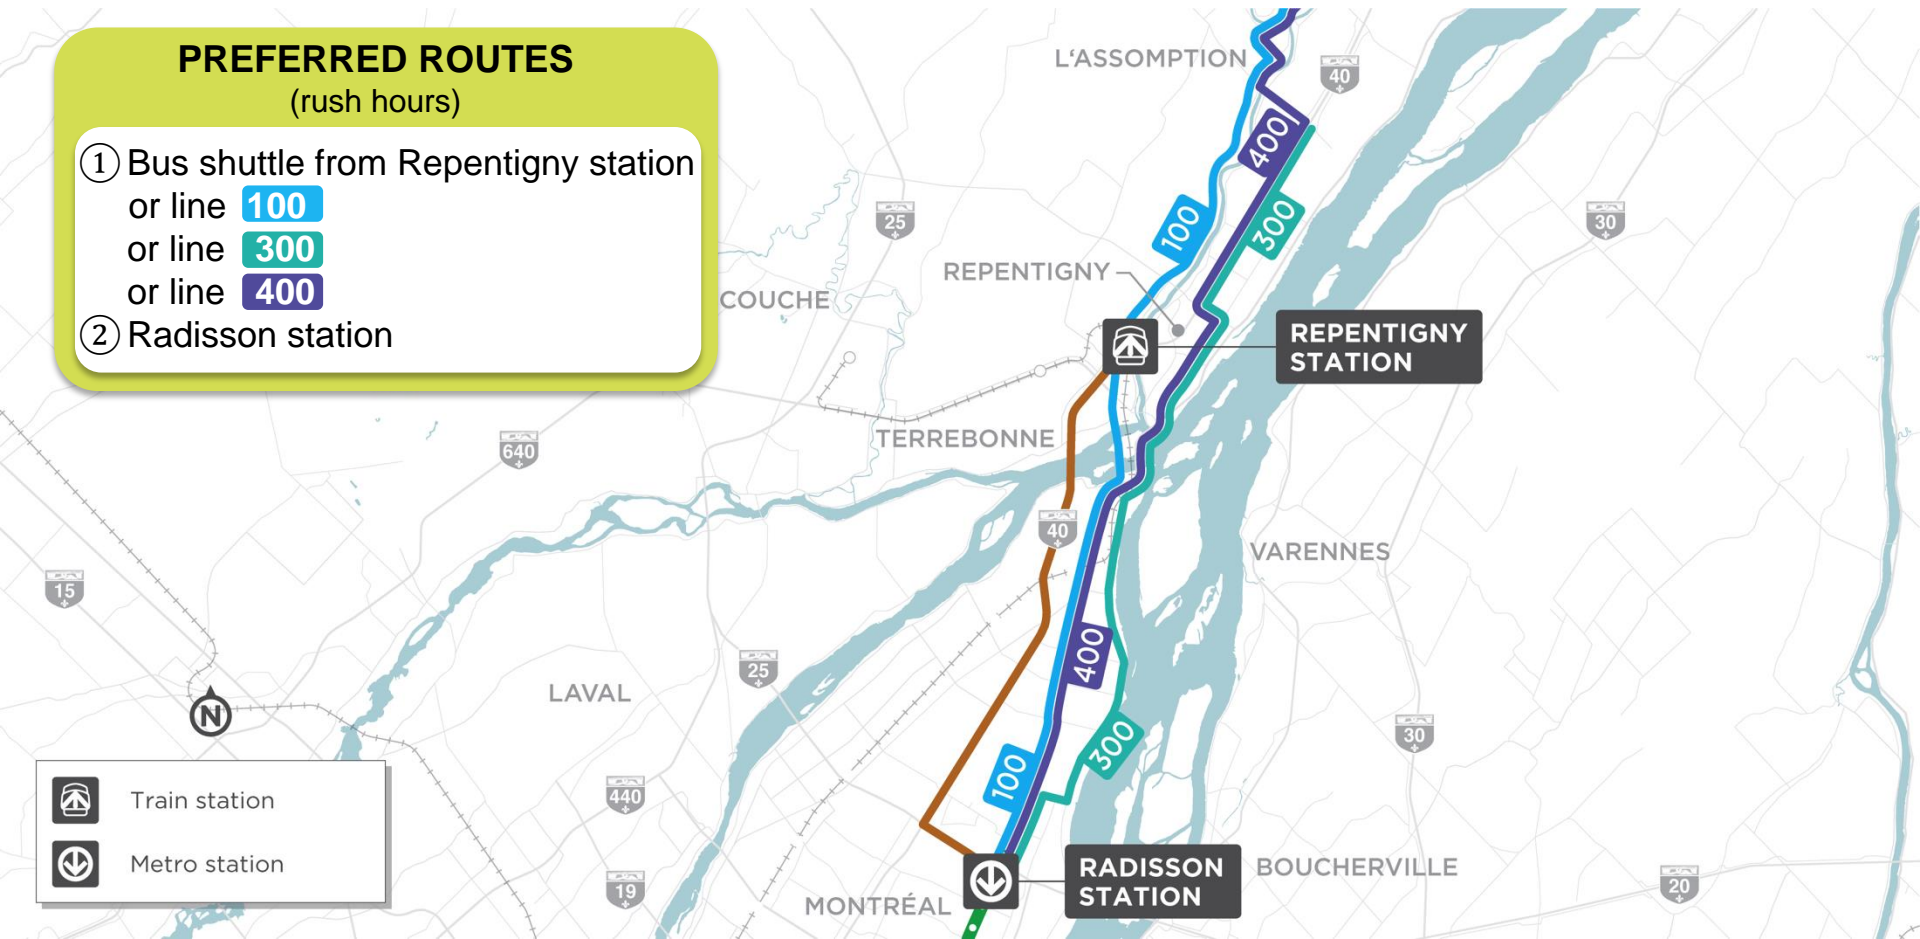 PREFERRED ROUTES
(rush hours)
① Bus shuttle from Repentigny station
or line 100
or line 300
or line 400
② Radisson station
L'ASSOMPTION
40
400
100
300
25
30
REPENTIGNY
COUCHE
REPENTIGNY
STATION
TERREBONNE
640
40
VARENNES
15
400
25
LAVAL
N
300
30
100
440
Train station
Metro station
19
MONTRÉAL
RADISSON
STATION
BOUCHERVILLE
20